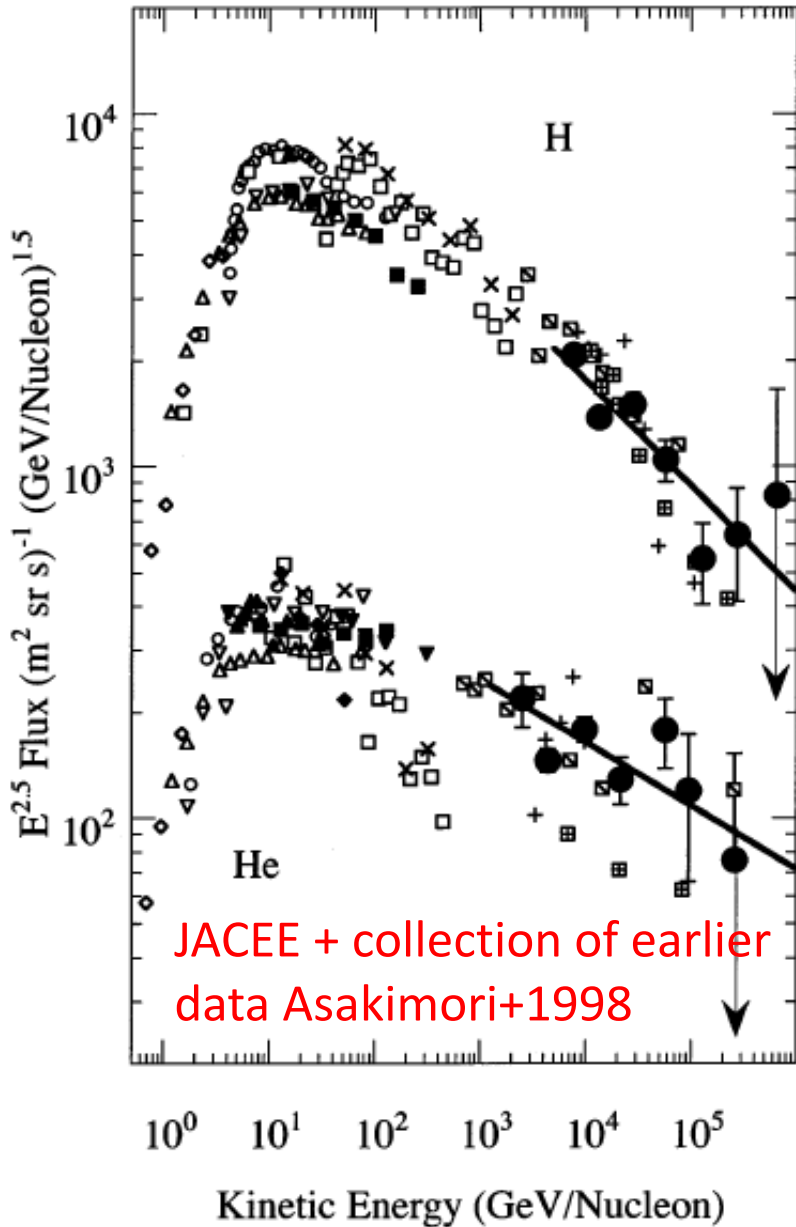 10^4
H
10^3
10^2
He
JACEE + collection of earlier
data Asakimori+1998
E^2.5 Flux (m^2 sr s)^-1 (GeV/Nucleon)^1.5
10^0 10^1 10^2 10^3 10^4 10^5
Kinetic Energy (GeV/Nucleon)